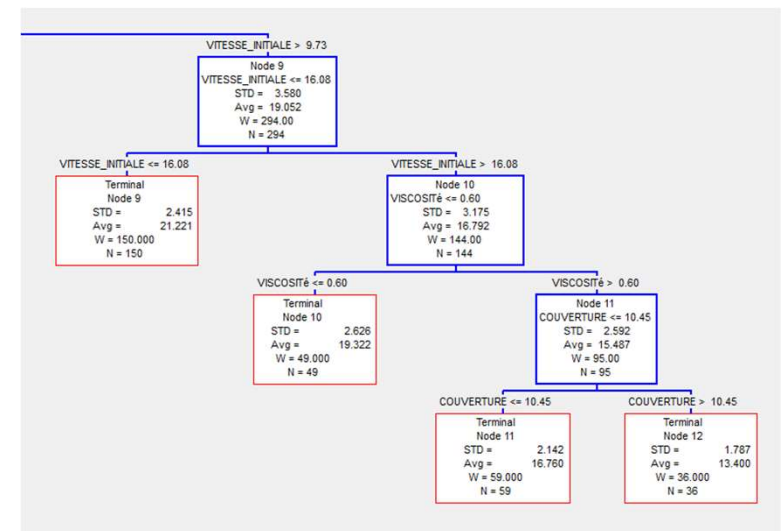 VITESSE_INITIALE > 9.73
Node 9
VITESSE_INITIALE <= 16.08
STD = 3.580
Avg = 19.052
W = 294.00
N = 294
VITESSE_INITIALE <= 16.08
Terminal
Node 9
STD = 2.415
Avg = 21.221
W = 150.000
N = 150
VITESSE_INITIALE > 16.08
Node 10
VISCOSITé <= 0.60
STD = 3.175
Avg = 16.792
W = 144.00
N = 144
VISCOSITé <= 0.60
Terminal
Node 10
STD = 2.626
Avg = 19.322
W = 49.000
N = 49
VISCOSITé > 0.60
Node 11
COUVERTURE <= 10.45
STD = 2.592
Avg = 15.487
W = 95.00
N = 95
COUVERTURE <= 10.45
Terminal
Node 11
STD = 2.142
Avg = 16.760
W = 59.000
N = 59
COUVERTURE > 10.45
Terminal
Node 12
STD = 1.787
Avg = 13.400
W = 36.000
N = 36